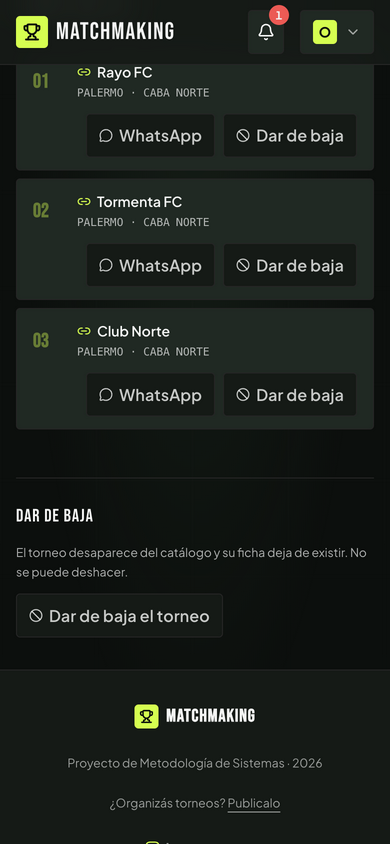 MATCHMAKING
1
O
01
Rayo FC
PALERMO · CABA NORTE
WhatsApp
Dar de baja
02
Tormenta FC
PALERMO · CABA NORTE
WhatsApp
Dar de baja
03
Club Norte
PALERMO · CABA NORTE
WhatsApp
Dar de baja
DAR DE BAJA
El torneo desaparece del catálogo y su ficha deja de existir. No
se puede deshacer.
Dar de baja el torneo
MATCHMAKING
Proyecto de Metodología de Sistemas · 2026
¿Organizás torneos? Publicalo